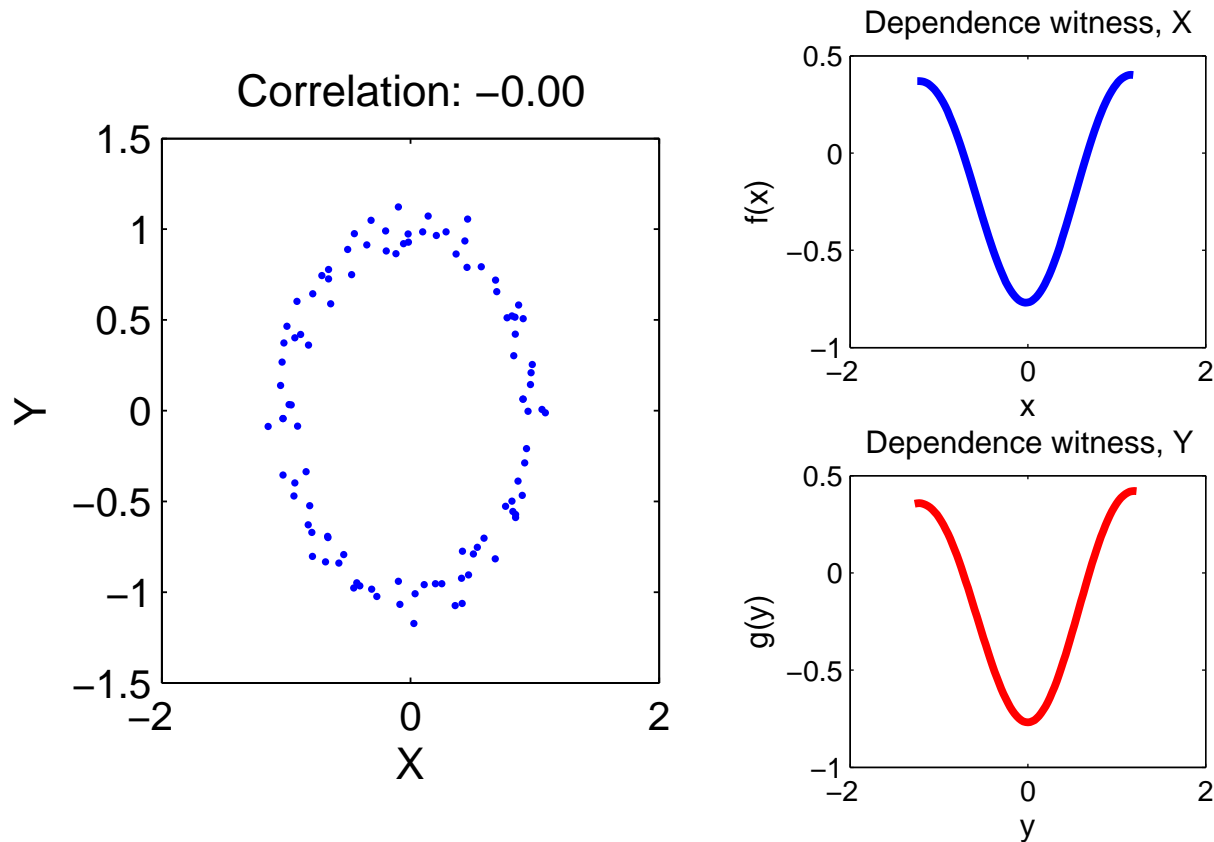 Correlation: −0.00
1.5
1
0.5
0
−0.5
−1
−1.5
−2
0
2
X
Y
Dependence witness, X
0.5
0
−0.5
−1
−2
0
2
x
f(x)
Dependence witness, Y
0.5
0
−0.5
−1
−2
0
2
y
g(y)